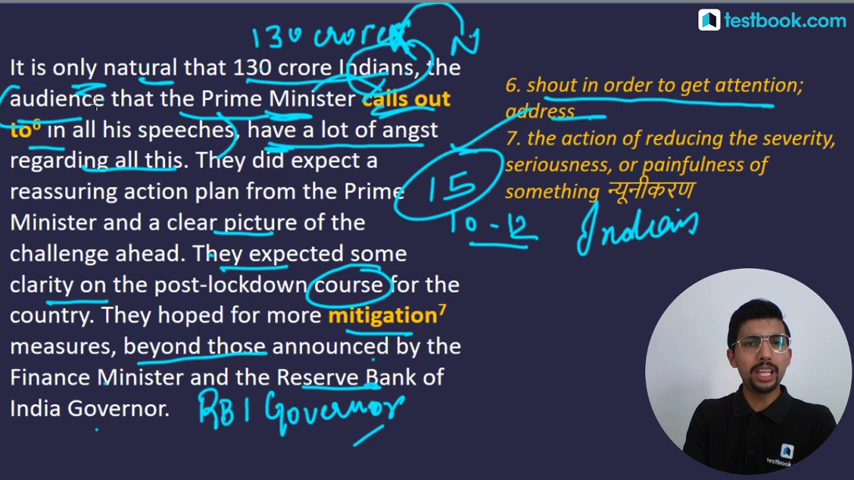 testbook.com
130 crore
N
It is only natural that 130 crore Indians, the
audience that the Prime Minister calls out
to6 in all his speeches, have a lot of angst
regarding all this. They did expect a
reassuring action plan from the Prime
Minister and a clear picture of the
challenge ahead. They expected some
clarity on the post-lockdown course for the
country. They hoped for more mitigation7
measures, beyond those announced by the
Finance Minister and the Reserve Bank of
India Governor.
RBI Governor
6. shout in order to get attention;
address
7. the action of reducing the severity,
seriousness, or painfulness of
something न्यूनीकरण
15
10-12
Indians
testbook